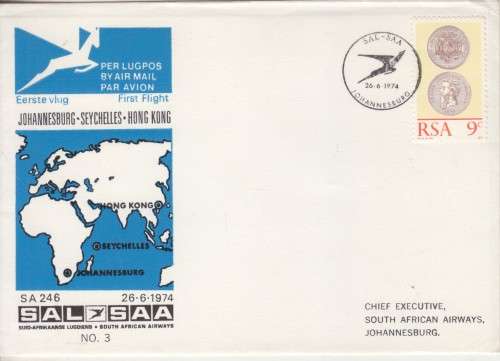 PER LUGPOS
BY AIR MAIL
PAR AVION
Eerste vlug First Flight
JOHANNESBURG • SEYCHELLES • HONG KONG
HONG KONG
SEYCHELLES
JOHANNESBURG
SA 246 26-6-1974
SAL SAA
SUID-AFRIKAANSE LUGDIENS • SOUTH AFRICAN AIRWAYS
NO. 3
SAL-SAA
26·6·1974
JOHANNESBURG
RSA 9c
CHIEF EXECUTIVE,
SOUTH AFRICAN AIRWAYS,
JOHANNESBURG.